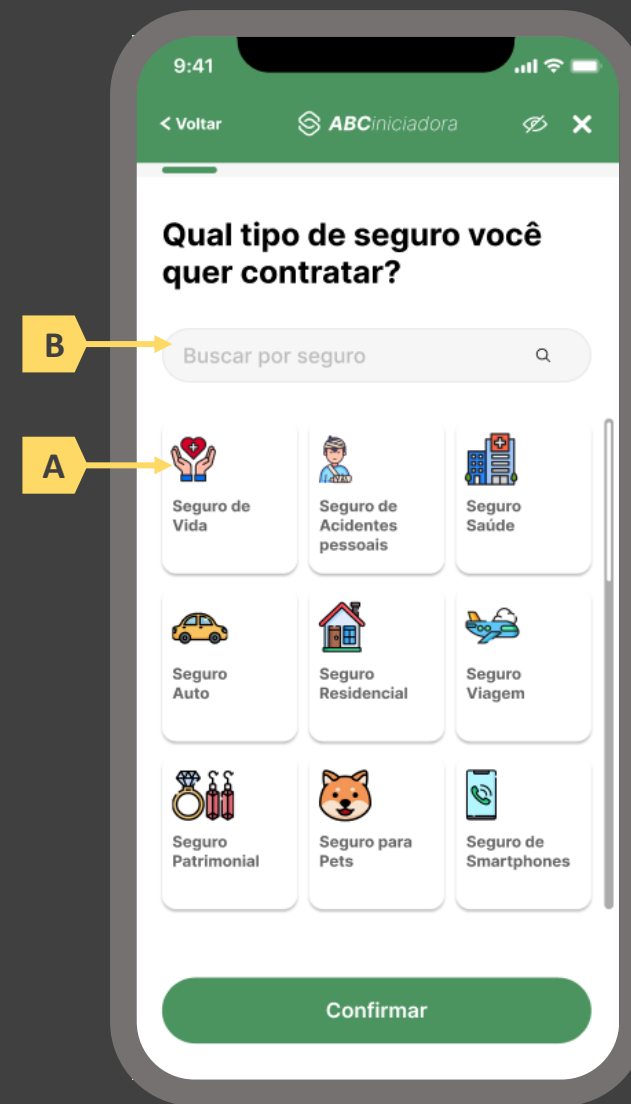 9:41
< Voltar
ABCiniciadora
Qual tipo de seguro você
quer contratar?
B
Buscar por seguro
A
Seguro de
Vida
Seguro de
Acidentes
pessoais
Seguro
Saúde
Seguro
Auto
Seguro
Residencial
Seguro
Viagem
Seguro
Patrimonial
Seguro para
Pets
Seguro de
Smartphones
Confirmar